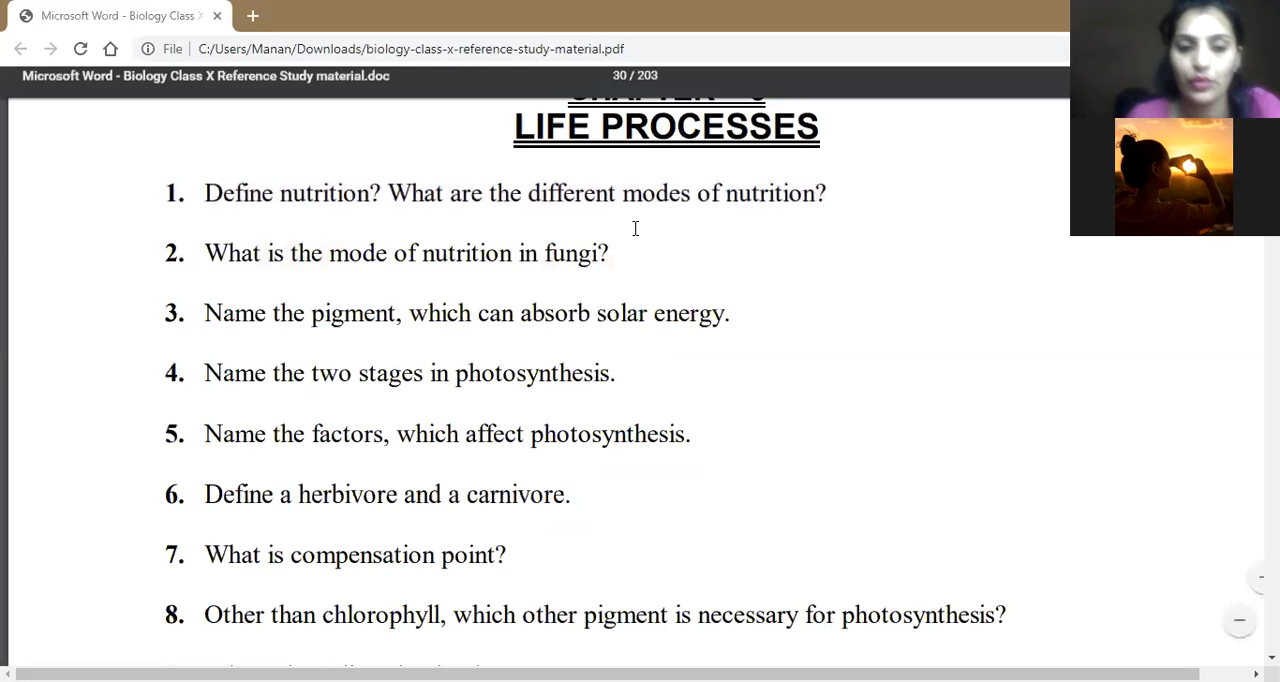 Microsoft Word - Biology Class X
File C:/Users/Manan/Downloads/biology-class-x-reference-study-material.pdf
Microsoft Word - Biology Class X Reference Study material.doc 30 / 203
LIFE PROCESSES
1. Define nutrition? What are the different modes of nutrition?
2. What is the mode of nutrition in fungi?
3. Name the pigment, which can absorb solar energy.
4. Name the two stages in photosynthesis.
5. Name the factors, which affect photosynthesis.
6. Define a herbivore and a carnivore.
7. What is compensation point?
8. Other than chlorophyll, which other pigment is necessary for photosynthesis?